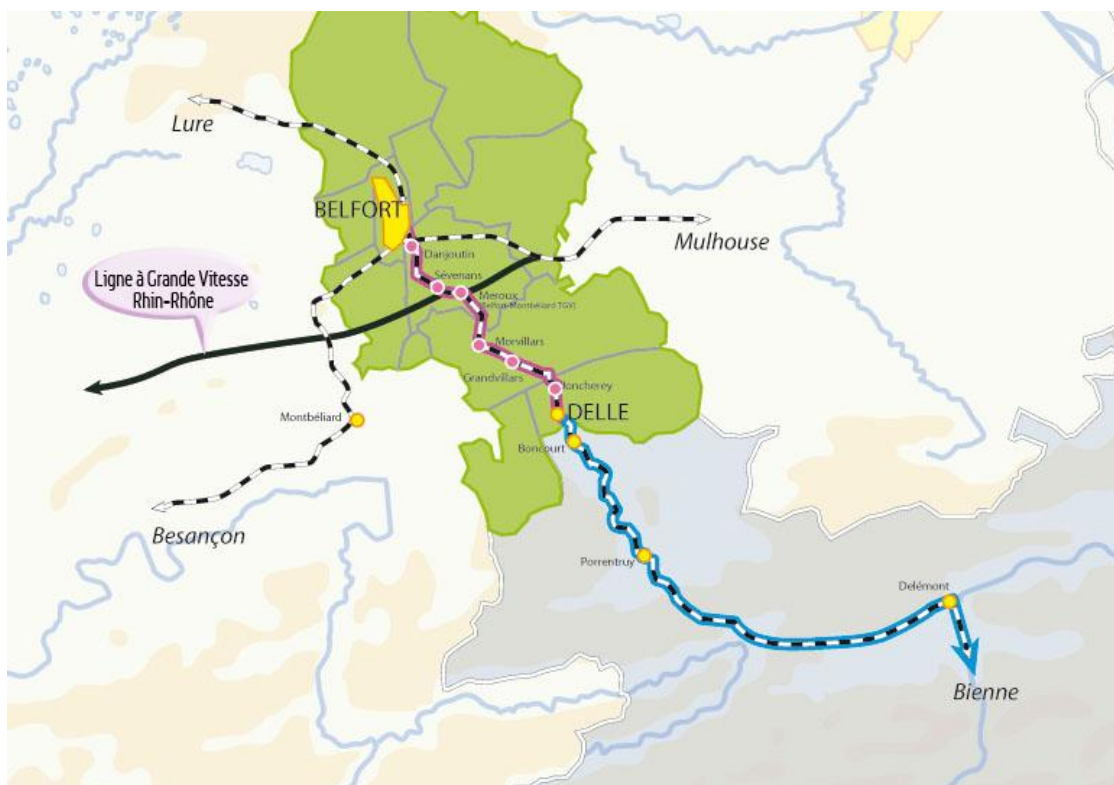 Lure
BELFORT
Mulhouse
Danjoutin
Ligne à Grande Vitesse
Rhin-Rhône
Sévenans
Meroux
Belfort-Montbéliard TGV
Morvillars
Grandvillars
Joncherey
DELLE
Montbéliard
Boncourt
Besançon
Porrentruy
Delémont
Bienne